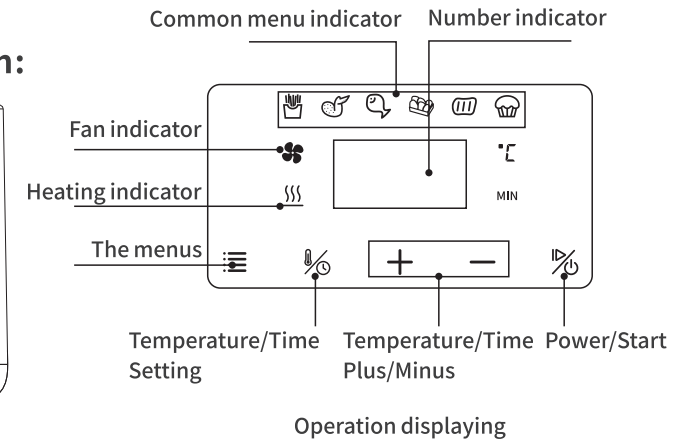 Common menu indicator
Number indicator
n:
Fan indicator
°C
Heating indicator
MIN
The menus
Temperature/Time
Setting
Temperature/Time
Plus/Minus
Power/Start
Operation displaying